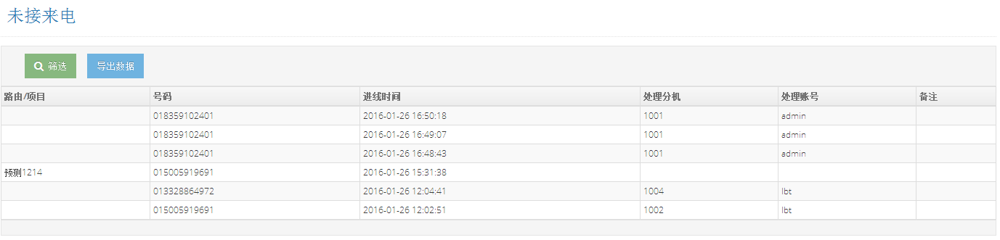 未接来电
筛选 导出数据
路由/项目 号码 进线时间 处理分机 处理账号 备注
018359102401 2016-01-26 16:50:18 1001 admin
018359102401 2016-01-26 16:49:07 1001 admin
018359102401 2016-01-26 16:48:43 1001 admin
预测1214 015005919691 2016-01-26 15:31:38
013328864972 2016-01-26 12:04:41 1004 lbt
015005919691 2016-01-26 12:02:51 1002 lbt